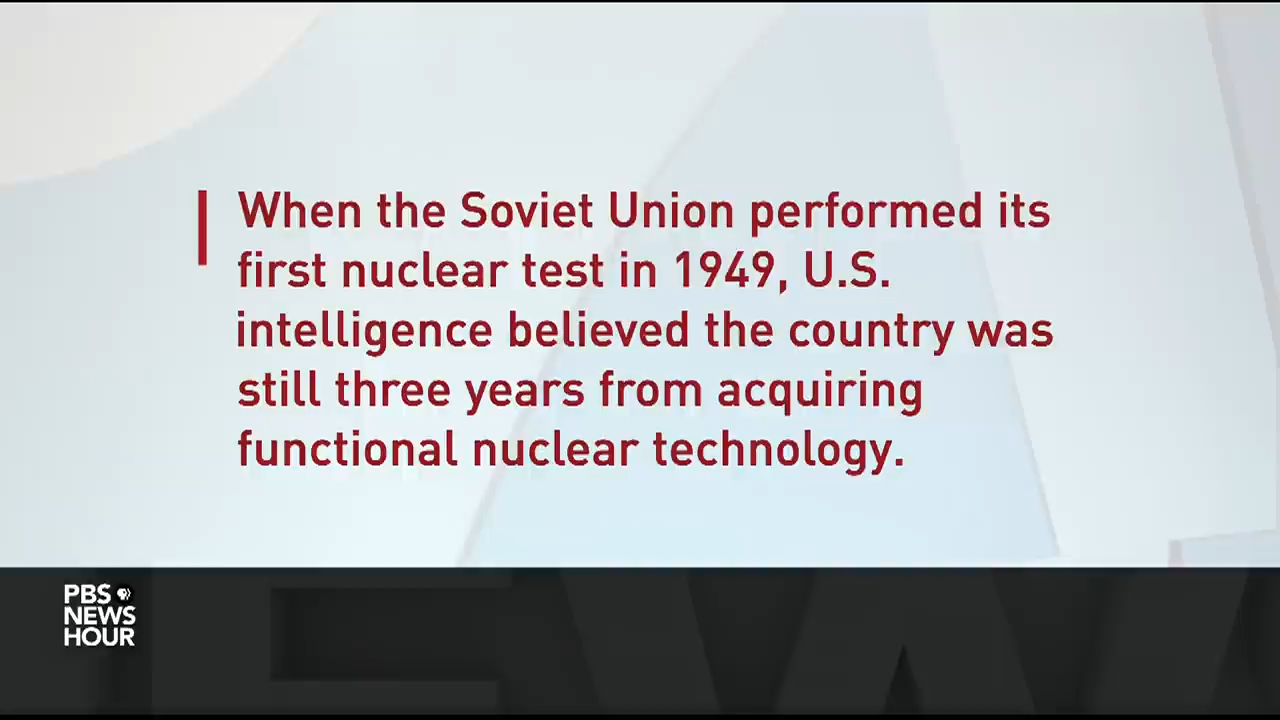 When the Soviet Union performed its
first nuclear test in 1949, U.S.
intelligence believed the country was
still three years from acquiring
functional nuclear technology.
PBS
NEWS
HOUR